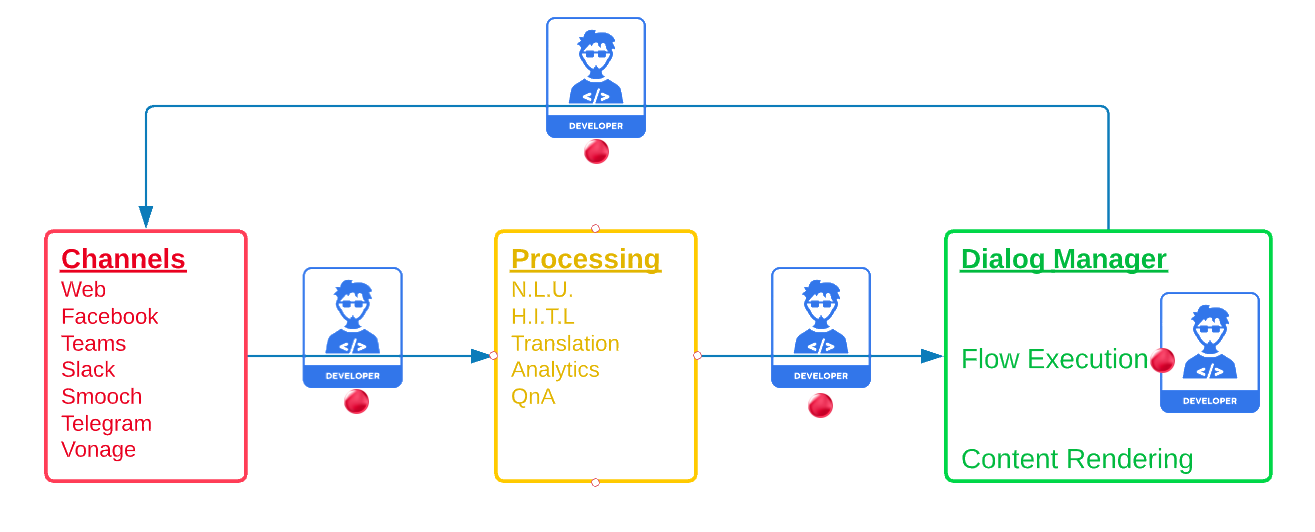 </>
DEVELOPER
Channels
Web
Facebook
Teams
Slack
Smooch
Telegram
Vonage
</>
DEVELOPER
Processing
N.L.U.
H.I.T.L
Translation
Analytics
QnA
</>
DEVELOPER
Dialog Manager
Flow Execution
</>
DEVELOPER
Content Rendering